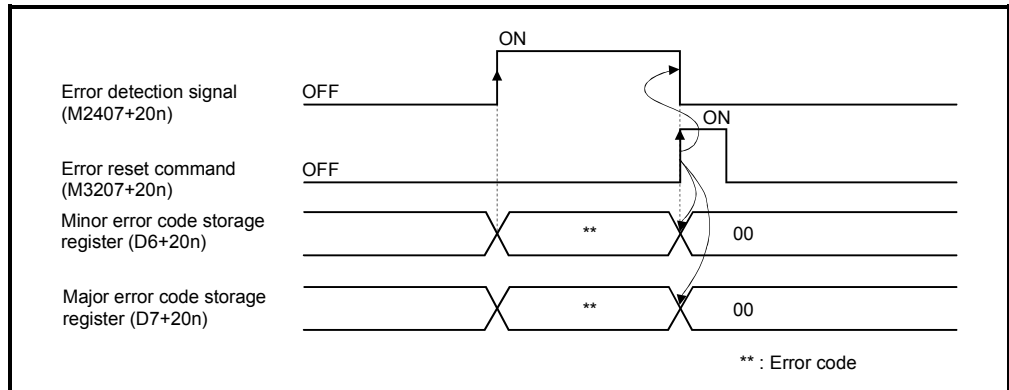 ON
Error detection signal
(M2407+20n)
OFF
ON
Error reset command
(M3207+20n)
OFF
Minor error code storage
register (D6+20n)
**
00
Major error code storage
register (D7+20n)
**
00
** : Error code